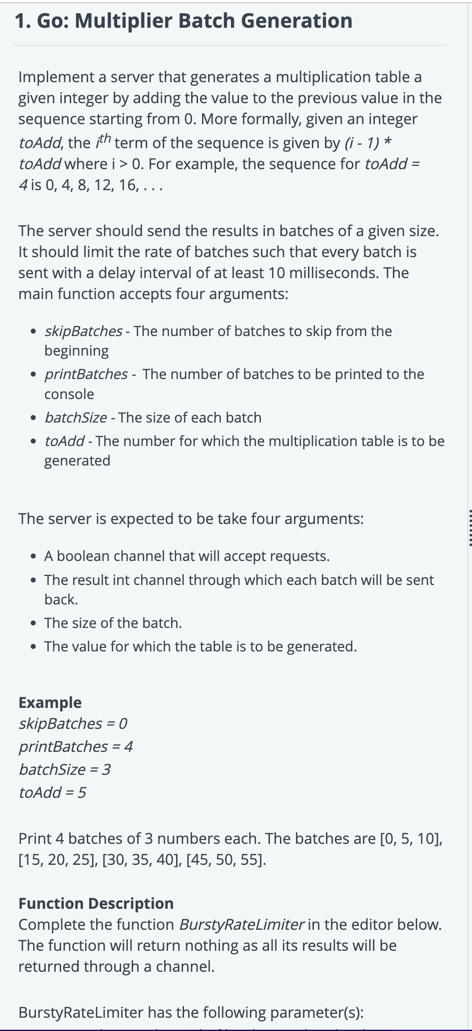 1. Go: Multiplier Batch Generation
Implement a server that generates a multiplication table a
given integer by adding the value to the previous value in the
sequence starting from 0. More formally, given an integer
toAdd, the ith term of the sequence is given by (i - 1) *
toAdd where i > 0. For example, the sequence for toAdd =
4 is 0, 4, 8, 12, 16, . . .
The server should send the results in batches of a given size.
It should limit the rate of batches such that every batch is
sent with a delay interval of at least 10 milliseconds. The
main function accepts four arguments:
• skipBatches - The number of batches to skip from the
beginning
• printBatches - The number of batches to be printed to the
console
• batchSize - The size of each batch
• toAdd - The number for which the multiplication table is to be
generated
The server is expected to be take four arguments:
• A boolean channel that will accept requests.
• The result int channel through which each batch will be sent
back.
• The size of the batch.
• The value for which the table is to be generated.
Example
skipBatches = 0
printBatches = 4
batchSize = 3
toAdd = 5
Print 4 batches of 3 numbers each. The batches are [0, 5, 10],
[15, 20, 25], [30, 35, 40], [45, 50, 55].
Function Description
Complete the function BurstyRateLimiter in the editor below.
The function will return nothing as all its results will be
returned through a channel.
BurstyRateLimiter has the following parameter(s):